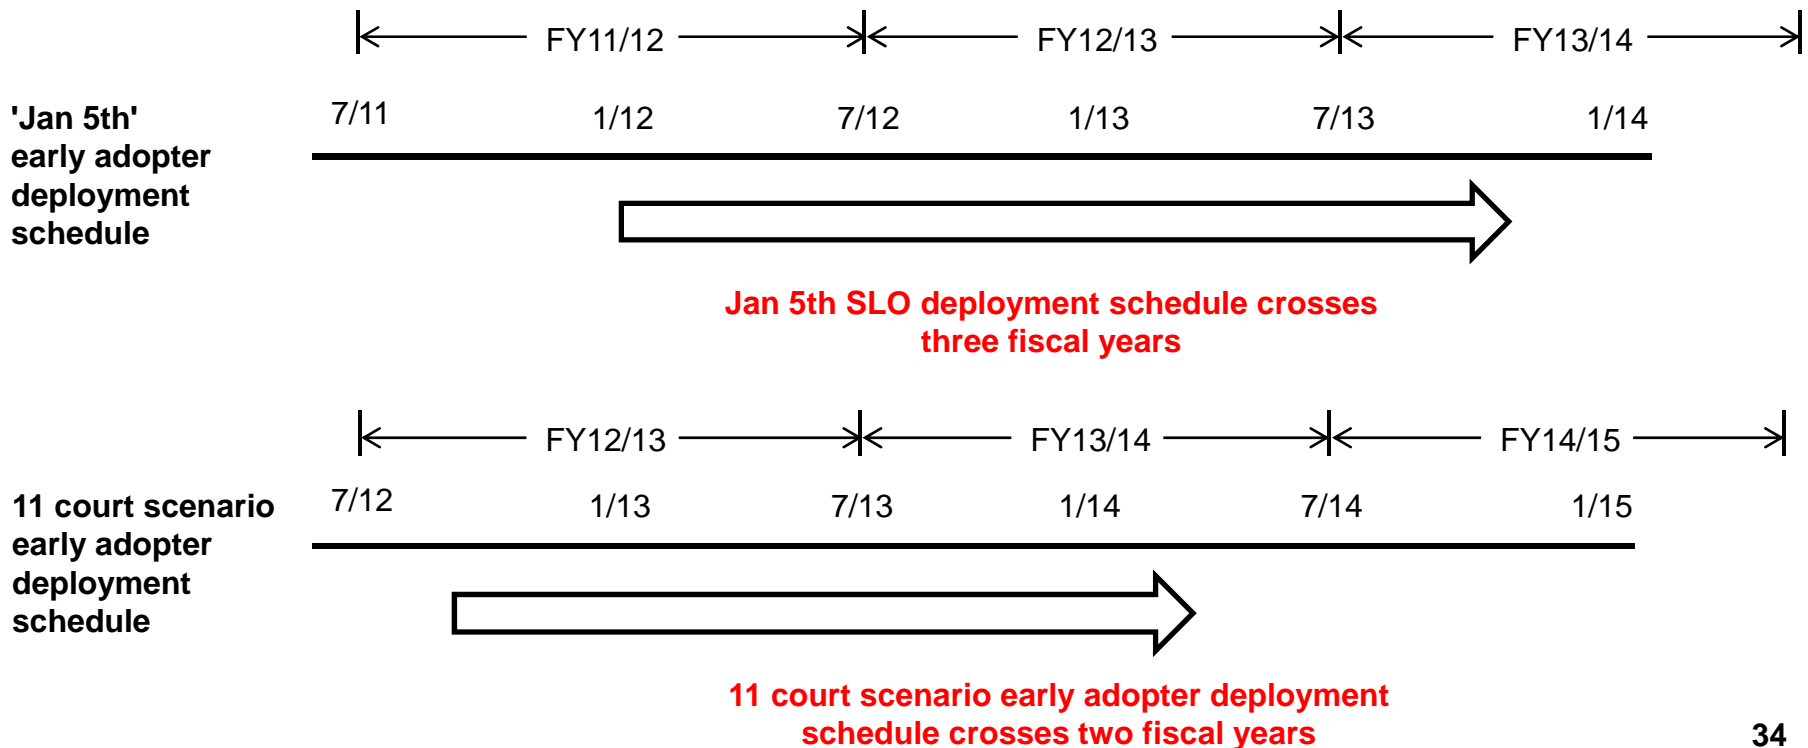 FY11/12 FY12/13 FY13/14
7/11 1/12 7/12 1/13 7/13 1/14
'Jan 5th'
early adopter
deployment
schedule
Jan 5th SLO deployment schedule crosses
three fiscal years
FY12/13 FY13/14 FY14/15
7/12 1/13 7/13 1/14 7/14 1/15
11 court scenario
early adopter
deployment
schedule
11 court scenario early adopter deployment
schedule crosses two fiscal years
34